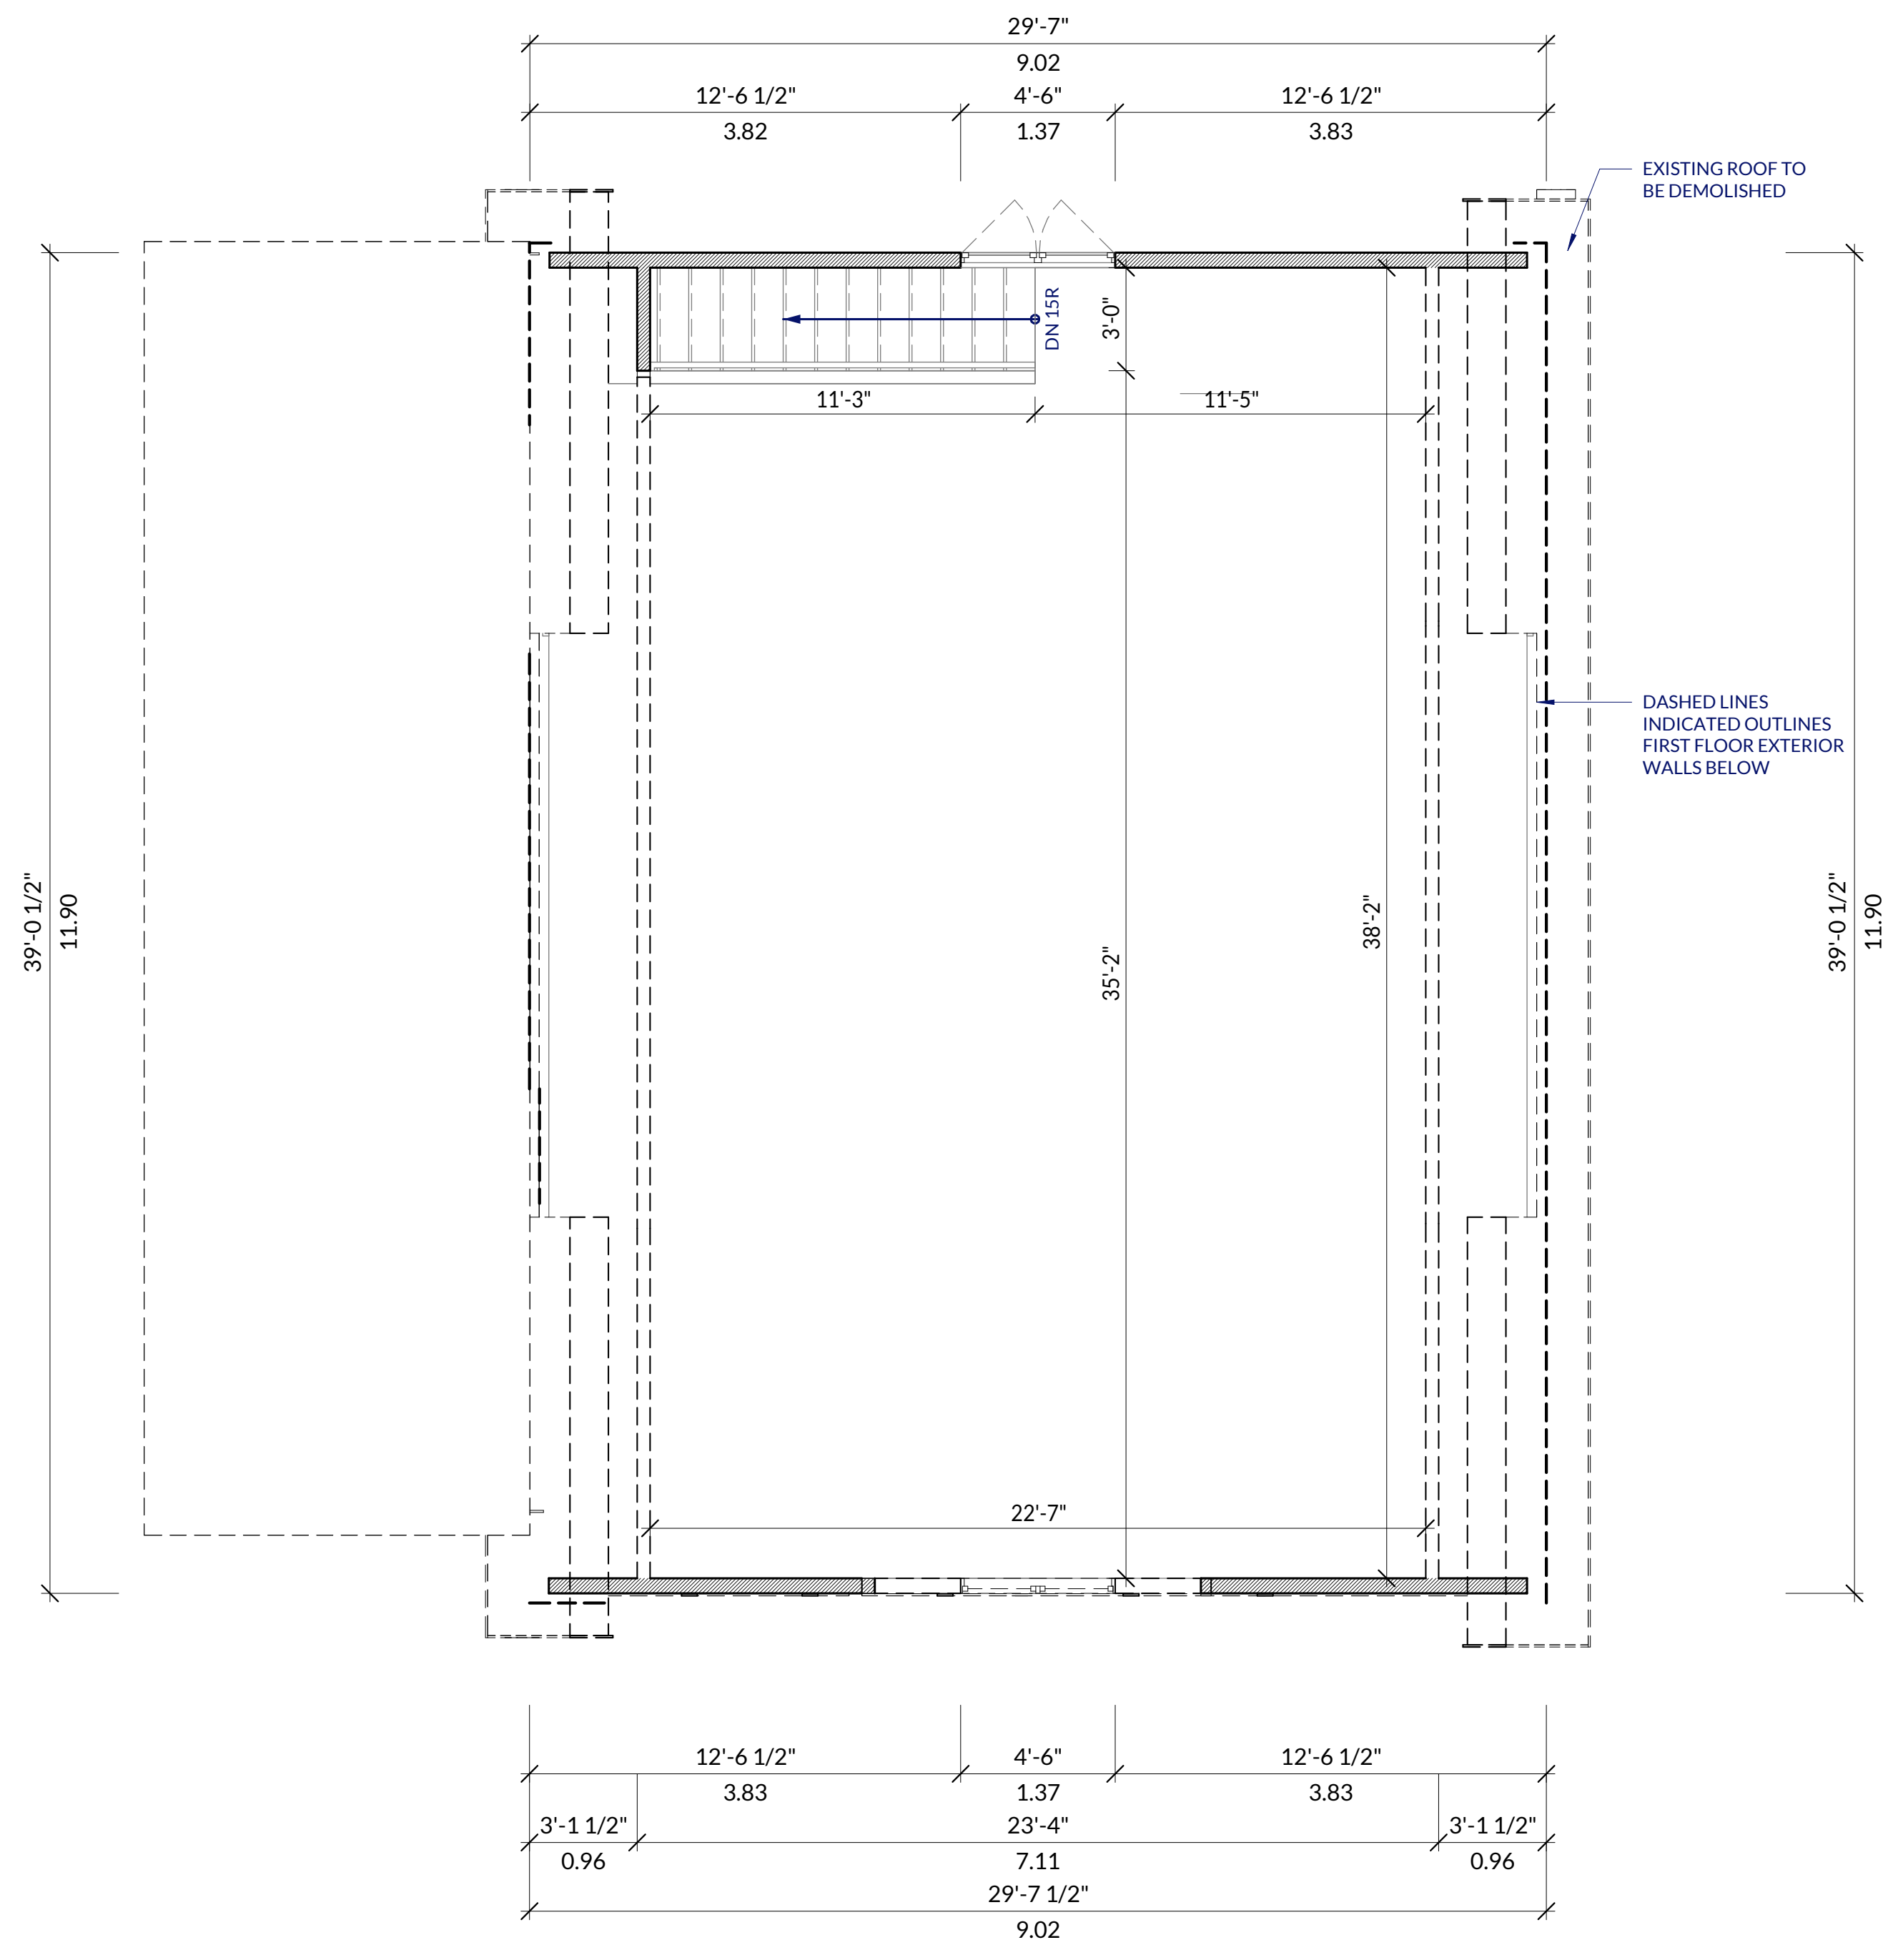 29'-7"
9.02
12'-6 1/2" 4'-6" 12'-6 1/2"
3.82 1.37 3.83
EXISTING ROOF TO
BE DEMOLISHED
DN 15R
3'-0"
11'-3" 11'-5"
DASHED LINES
INDICATED OUTLINES
FIRST FLOOR EXTERIOR
WALLS BELOW
39'-0 1/2"
11.90
35'-2"
38'-2"
39'-0 1/2"
11.90
22'-7"
12'-6 1/2" 4'-6" 12'-6 1/2"
3.83 1.37 3.83
3'-1 1/2" 23'-4" 3'-1 1/2"
0.96 7.11 0.96
29'-7 1/2"
9.02